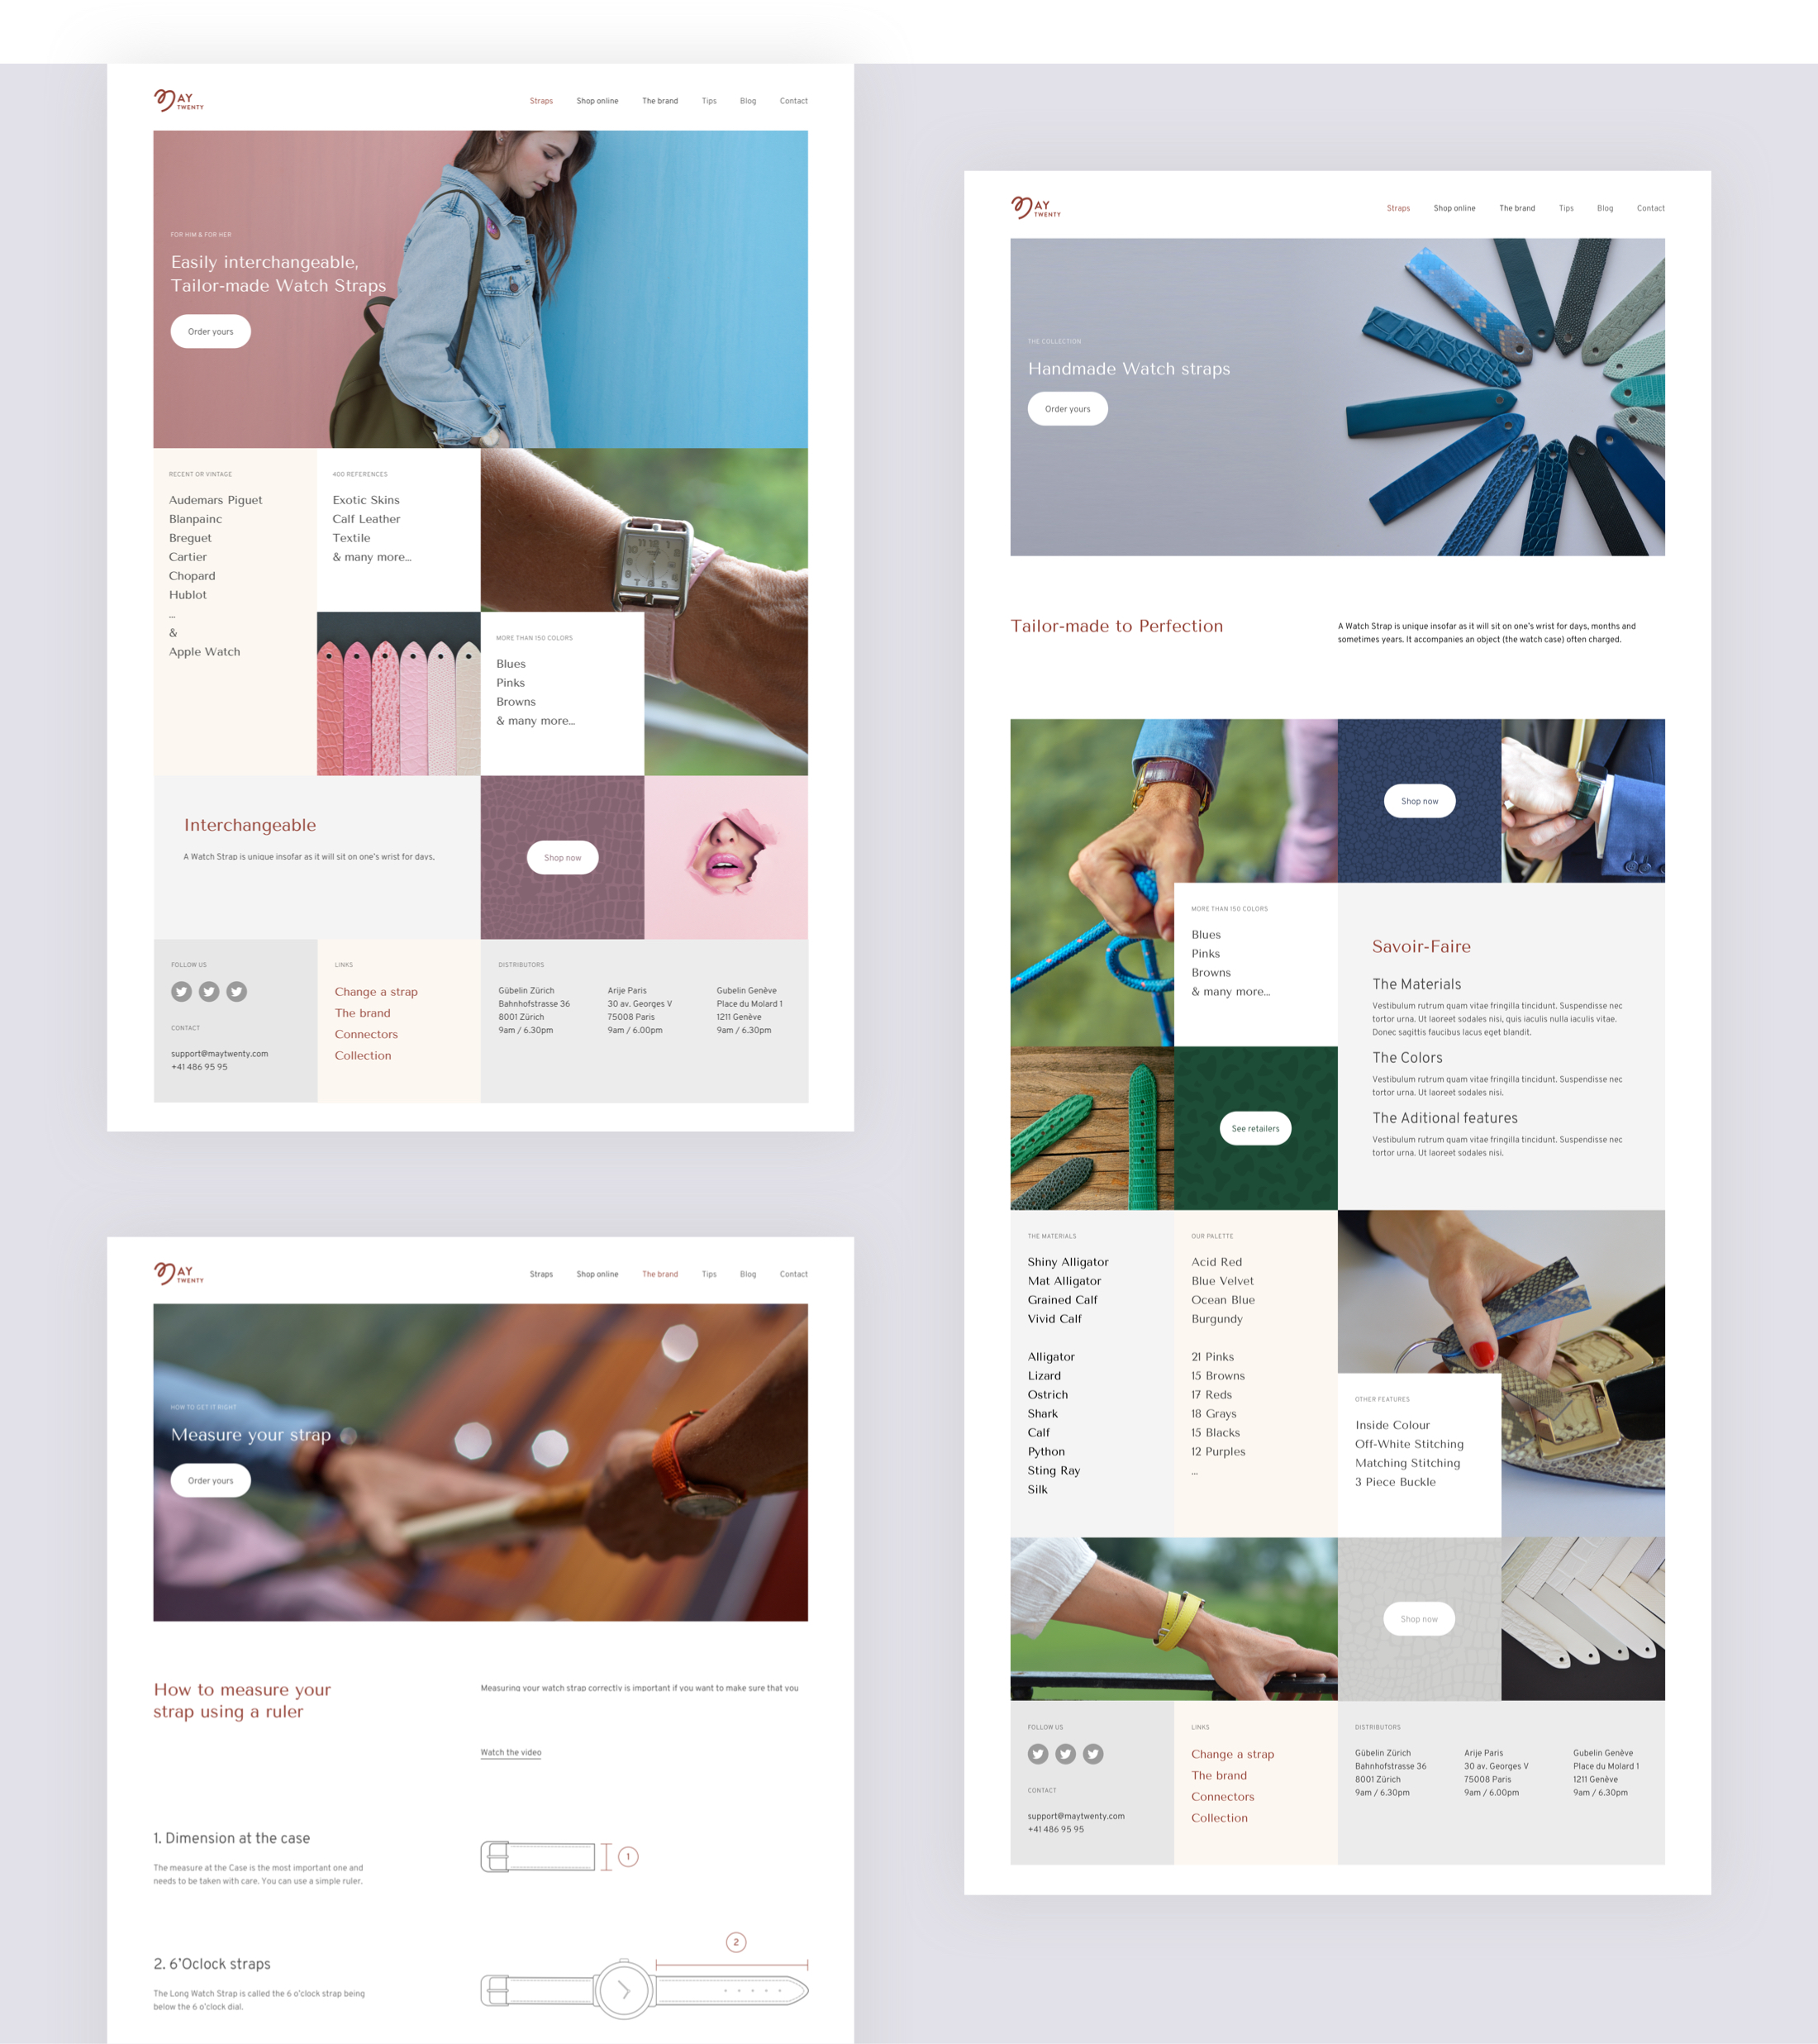 MAY
TWENTY
Straps
Shop online
The brand
Tips
Blog
Contact
FOR HIM & FOR HER
Easily interchangeable,
Tailor-made Watch Straps
Order yours
RECENT OR VINTAGE
Audemars Piguet
Blanpainc
Breguet
Cartier
Chopard
Hublot
...
&
Apple Watch
400 REFERENCES
Exotic Skins
Calf Leather
Textile
& many more...
MORE THAN 150 COLORS
Blues
Pinks
Browns
& many more...
Interchangeable
A Watch Strap is unique insofar as it will sit on one's wrist for days,
Shop now
FOLLOW US
CONTACT
support@maytwenty.com
+41 486 95 95
LINKS
Change a strap
The brand
Connectors
Collection
DISTRIBUTORS
Gübelin Zürich
Bahnhofstrasse 36
8001 Zürich
9am / 6.30pm
Arije Paris
30 av. Georges V
75008 Paris
9am / 6.00pm
Gubelin Genève
Place du Molard 1
1211 Genève
9am / 6.30pm
MAY
TWENTY
Straps
Shop online
The brand
Tips
Blog
Contact
HOW TO GET IT RIGHT
Measure your strap
Order yours
How to measure your
strap using a ruler
Measuring your watch strap correctly is important if you want to make sure that you
Watch the video
1. Dimension at the case
The measure at the Case is the most important one and
needs to be taken with care. You can use a simple ruler.
1
2. 6'Oclock straps
The Long Watch Strap is called the 6 o'clock strap being
below the 6 o'clock dial.
2
MAY
TWENTY
Straps
Shop online
The brand
Tips
Blog
Contact
THE COLLECTION
Handmade Watch straps
Order yours
Tailor-made to Perfection
A Watch Strap is unique insofar as it will sit on one's wrist for days, months and
sometimes years. It accompanies an object (the watch case) often charged.
Shop now
MORE THAN 150 COLORS
Blues
Pinks
Browns
& many more...
See retailers
Savoir-Faire
The Materials
Vestibulum rutrum quam vitae fringilla tincidunt. Suspendisse nec
tortor urna. Ut laoreet sodales nisi, quis iaculis nulla iaculis vitae.
Donec sagittis faucibus lacus eget blandit.
The Colors
Vestibulum rutrum quam vitae fringilla tincidunt. Suspendisse nec
tortor urna. Ut laoreet sodales nisi.
The Aditional features
Vestibulum rutrum quam vitae fringilla tincidunt. Suspendisse nec
tortor urna. Ut laoreet sodales nisi.
THE MATERIALS
Shiny Alligator
Mat Alligator
Grained Calf
Vivid Calf
Alligator
Lizard
Ostrich
Shark
Calf
Python
Sting Ray
Silk
OUR PALETTE
Acid Red
Blue Velvet
Ocean Blue
Burgundy
21 Pinks
15 Browns
17 Reds
18 Grays
15 Blacks
12 Purples
...
OTHER FEATURES
Inside Colour
Off-White Stitching
Matching Stitching
3 Piece Buckle
Shop now
FOLLOW US
CONTACT
support@maytwenty.com
+41 486 95 95
LINKS
Change a strap
The brand
Connectors
Collection
DISTRIBUTORS
Gübelin Zürich
Bahnhofstrasse 36
8001 Zürich
9am / 6.30pm
Arije Paris
30 av. Georges V
75008 Paris
9am / 6.00pm
Gubelin Genève
Place du Molard 1
1211 Genève
9am / 6.30pm